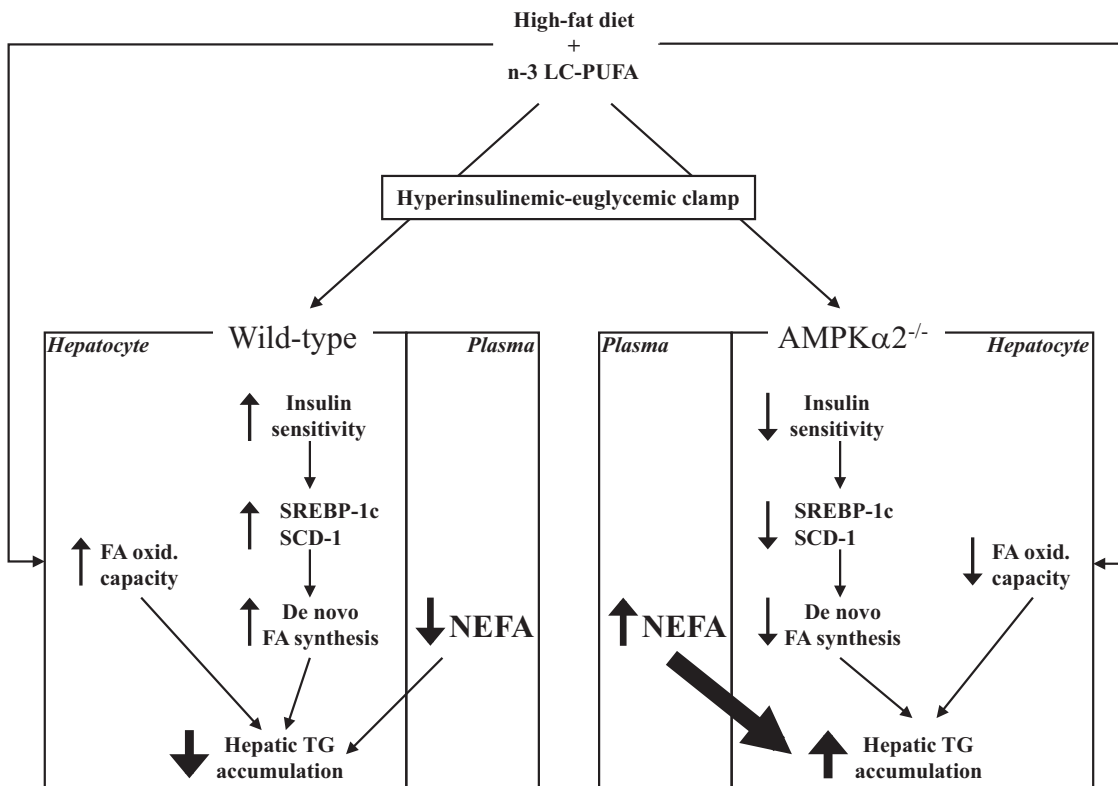 High-fat diet
+
n-3 LC-PUFA
Hyperinsulinemic-euglycemic clamp
Wild-type
Hepatocyte
Plasma
Insulin
sensitivity
SREBP-1c
SCD-1
FA oxid.
capacity
De novo
FA synthesis
NEFA
Hepatic TG
accumulation
AMPKα2-/-
Plasma
Hepatocyte
Insulin
sensitivity
SREBP-1c
SCD-1
FA oxid.
capacity
NEFA
De novo
FA synthesis
Hepatic TG
accumulation